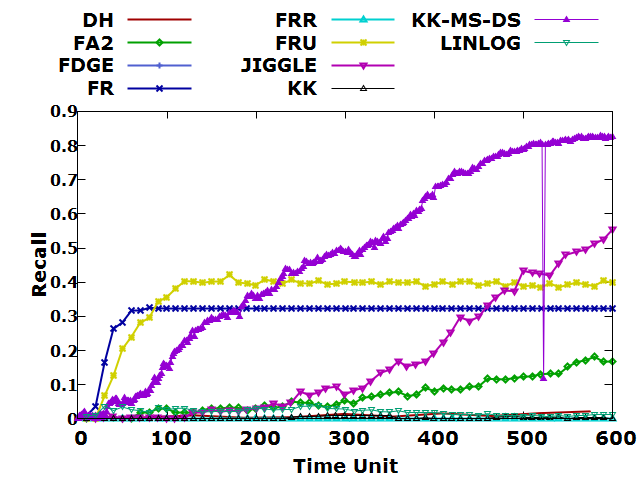 DH FRR KK-MS-DS
FA2 FRU LINLOG
FDGE JIGGLE
FR KK
0.9
0.8
0.7
0.6
0.5
0.4
0.3
0.2
0.1
0
Recall
0 100 200 300 400 500 600
Time Unit